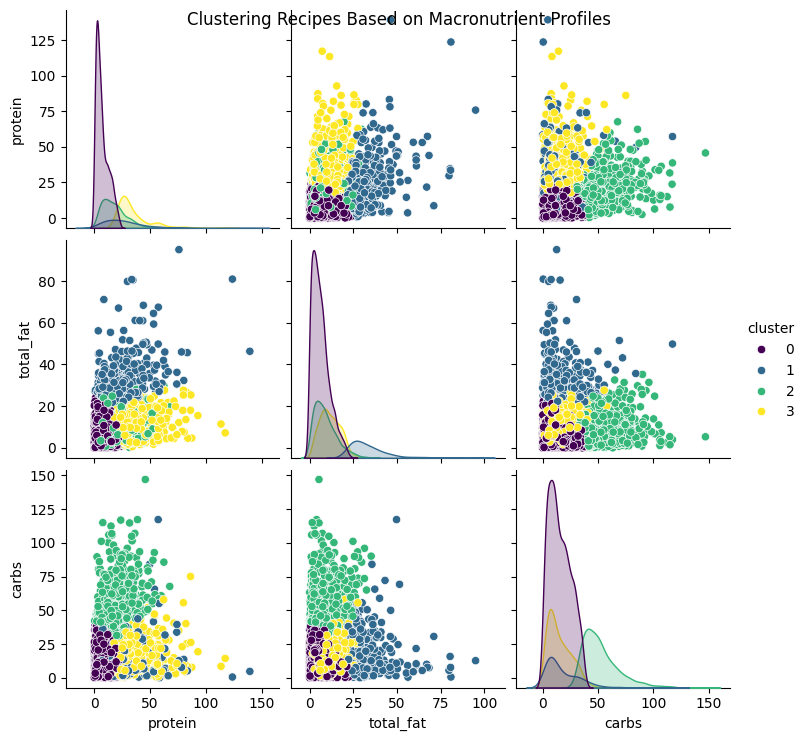 Clustering Recipes Based on Macronutrient Profiles
protein
125
100
75
50
25
0
total_fat
80
60
40
20
0
cluster
0
1
2
3
carbs
150
125
100
75
50
25
0
0 50 100 150
0 25 50 75 100
0 50 100 150
protein total_fat carbs